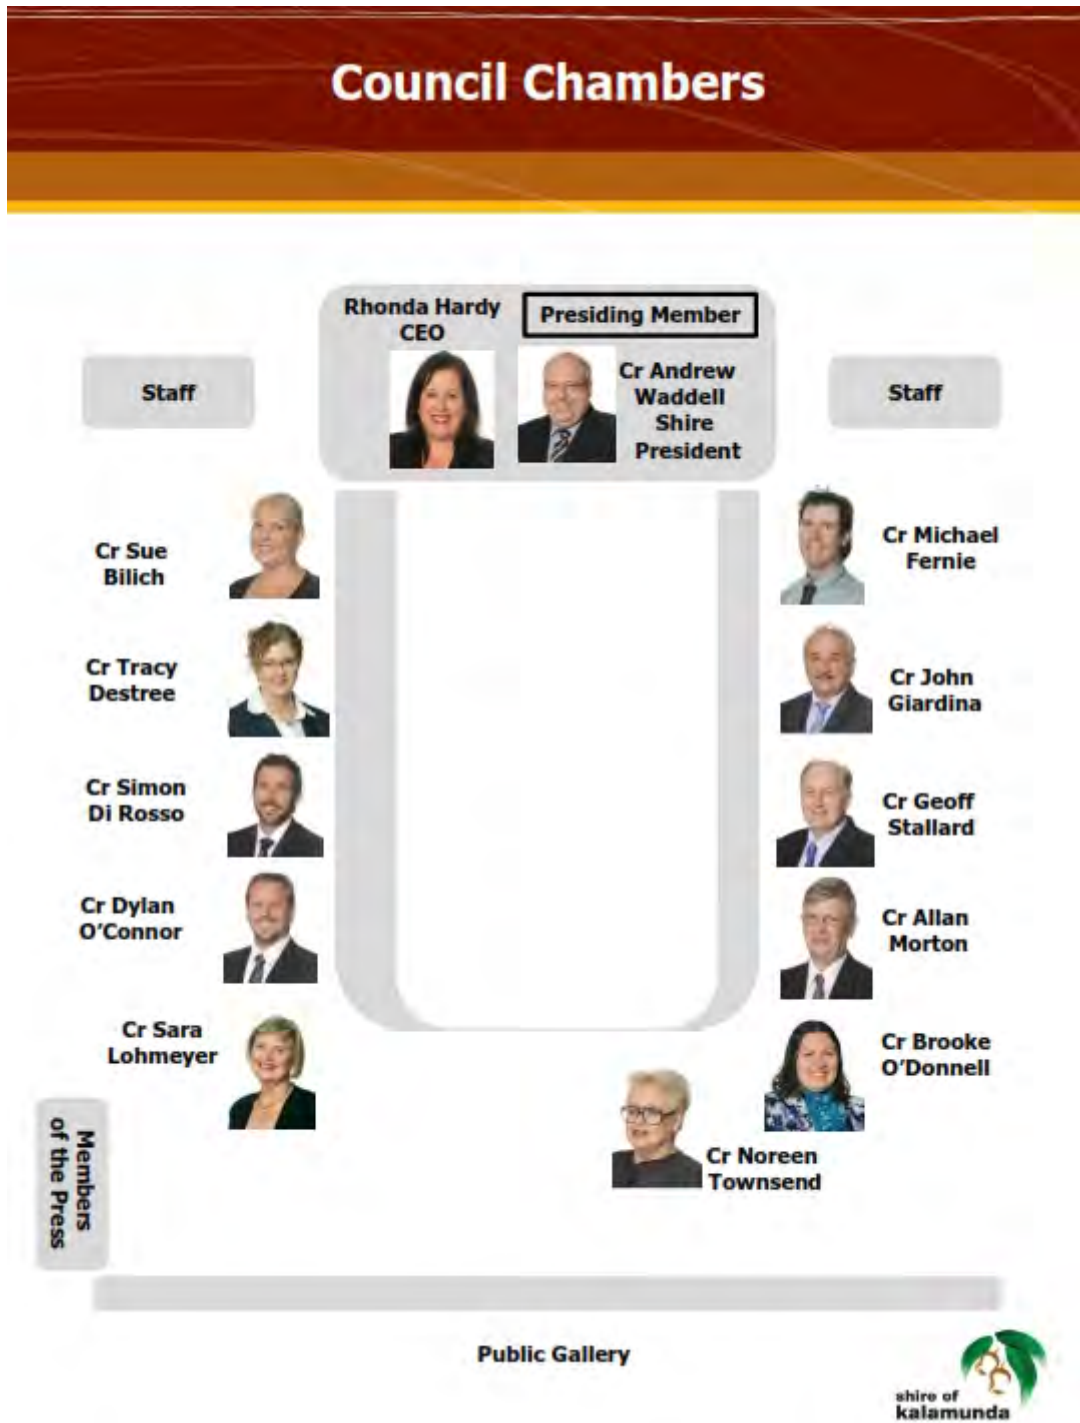 Council Chambers
Rhonda Hardy
CEO
Presiding Member
Cr Andrew
Waddell
Shire
President
Staff
Staff
Cr Sue
Bilich
Cr Michael
Fernie
Cr Tracy
Destree
Cr John
Giardina
Cr Simon
Di Rosso
Cr Geoff
Stallard
Cr Dylan
O'Connor
Cr Allan
Morton
Cr Sara
Lohmeyer
Cr Brooke
O'Donnell
Cr Noreen
Townsend
Members
of the Press
Public Gallery
shire of
kalamunda